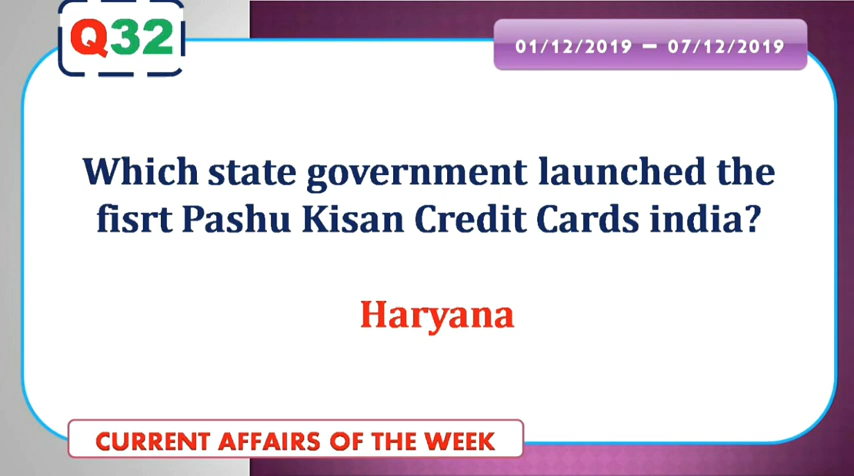 Q32
01/12/2019 – 07/12/2019
Which state government launched the
fisrt Pashu Kisan Credit Cards india?
Haryana
CURRENT AFFAIRS OF THE WEEK